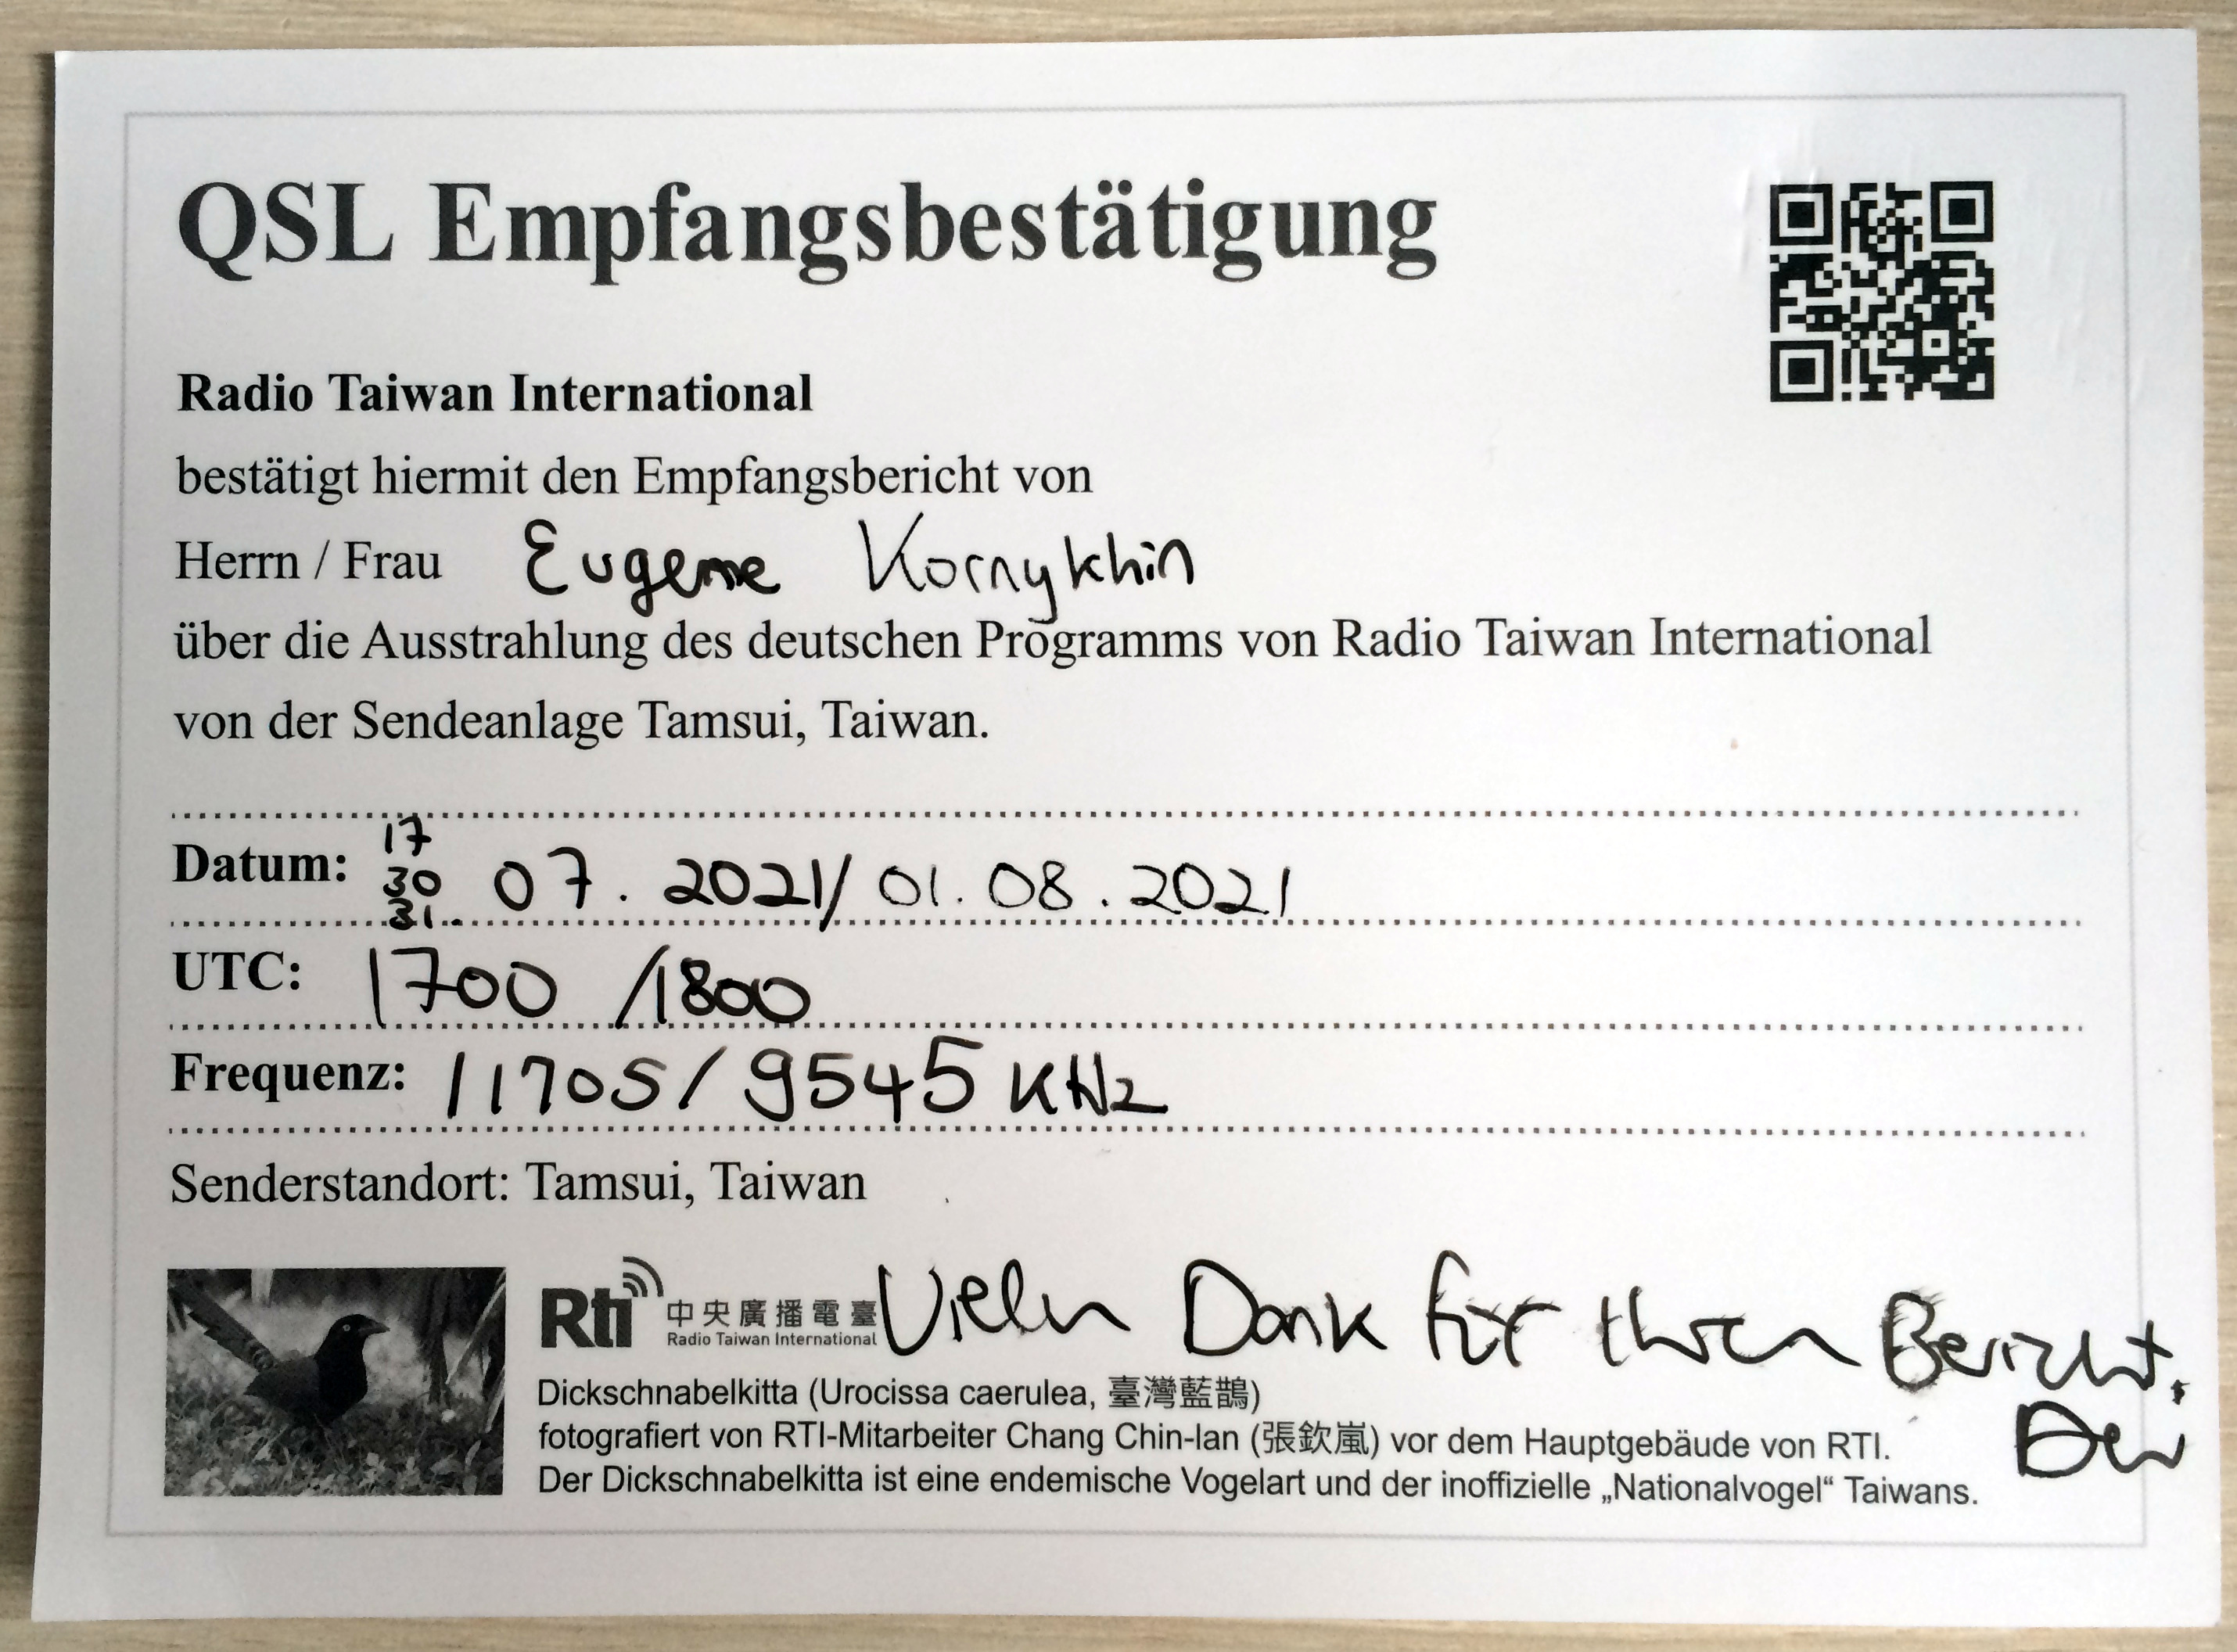 QSL Empfangsbestätigung
Radio Taiwan International
bestätigt hiermit den Empfangsbericht von
Herrn / Frau Eugene Kornykhin
über die Ausstrahlung des deutschen Programms von Radio Taiwan International
von der Sendeanlage Tamsui, Taiwan.
17
30
Datum: 31. 07. 2021/ 01. 08. 2021
UTC: 1700 /1800
Frequenz: 11705/9545 KHz
Senderstandort: Tamsui, Taiwan
Rti 中央廣播電臺 Vielen Dank für Ihren Bericht.
Radio Taiwan International
Dickschnabelkitta (Urocissa caerulea, 臺灣藍鵲)
fotografiert von RTI-Mitarbeiter Chang Chin-lan (張欽嵐) vor dem Hauptgebäude von RTI.
Der Dickschnabelkitta ist eine endemische Vogelart und der inoffizielle „Nationalvogel“ Taiwans.